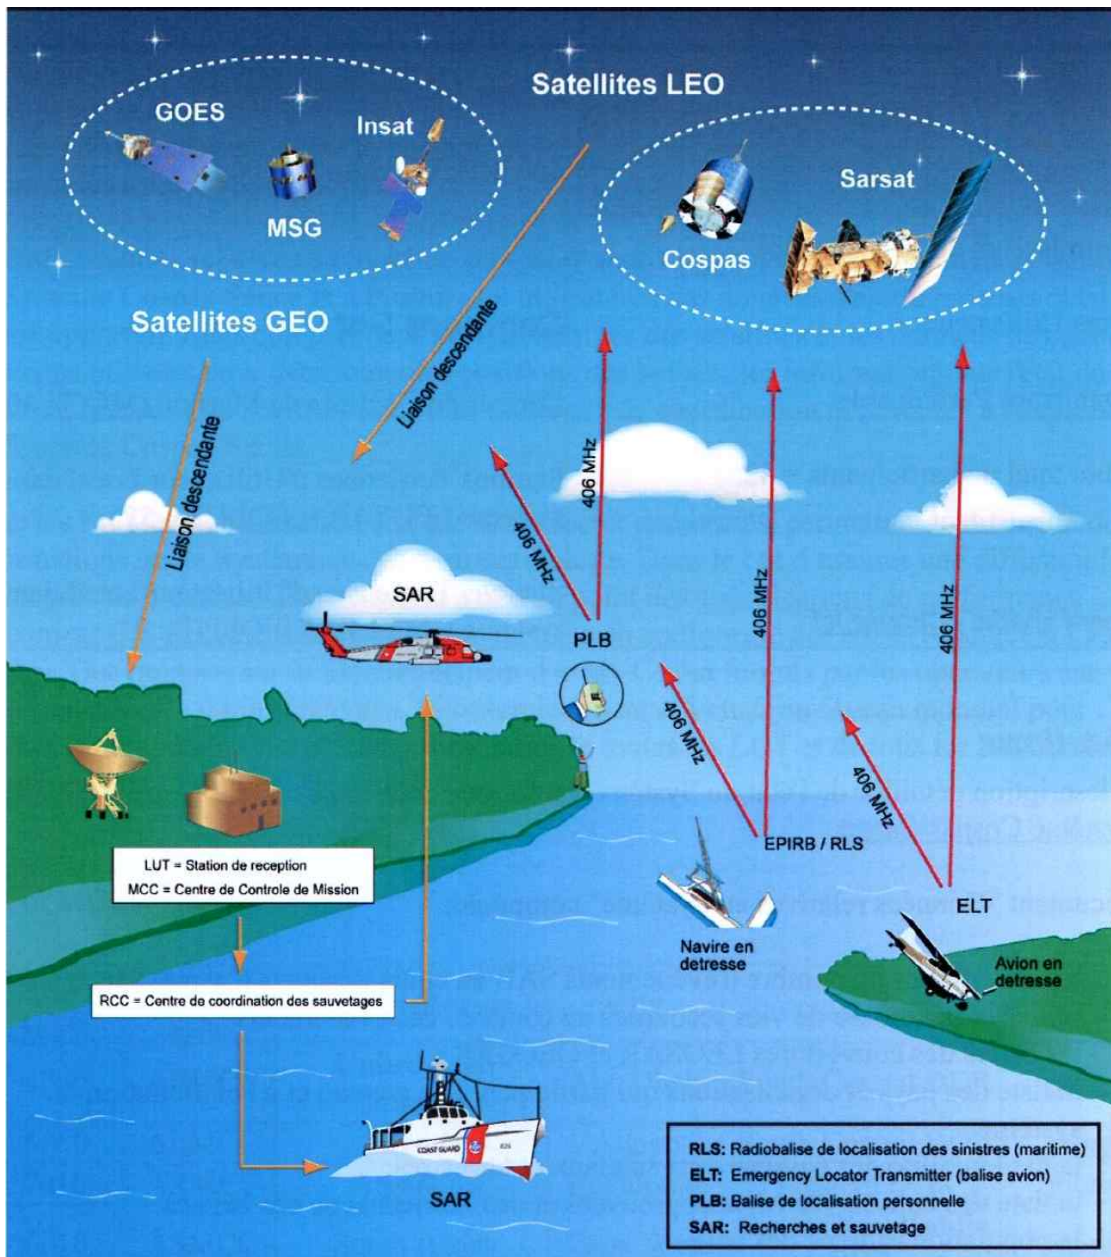 Satellites LEO
GOES
Insat
MSG
Sarsat
Cospas
Satellites GEO
Liaison descendante
Liaison descendante
406 MHz
406 MHz
406 MHz
406 MHz
SAR
PLB
406 MHz
406 MHz
EPIRB / RLS
LUT = Station de reception
MCC = Centre de Controle de Mission
ELT
Navire en
detresse
Avion en
detresse
RCC = Centre de coordination des sauvetages
COAST GUARD
826
SAR
RLS: Radiobalise de localisation des sinistres (maritime)
ELT: Emergency Locator Transmitter (balise avion)
PLB: Balise de localisation personnelle
SAR: Recherches et sauvetage